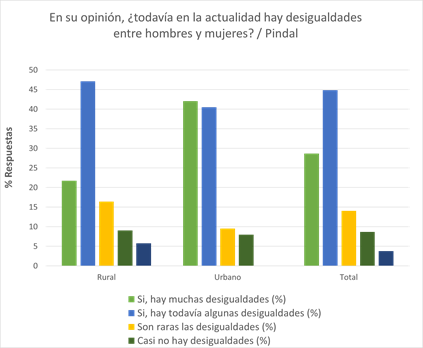 En su opinión, ¿todavía en la actualidad hay desigualdades
entre hombres y mujeres? / Pindal
% Respuestas
50
45
40
35
30
25
20
15
10
5
0
Rural Urbano Total
Si, hay muchas desigualdades (%)
Si, hay todavía algunas desigualdades (%)
Son raras las desigualdades (%)
Casi no hay desigualdades (%)